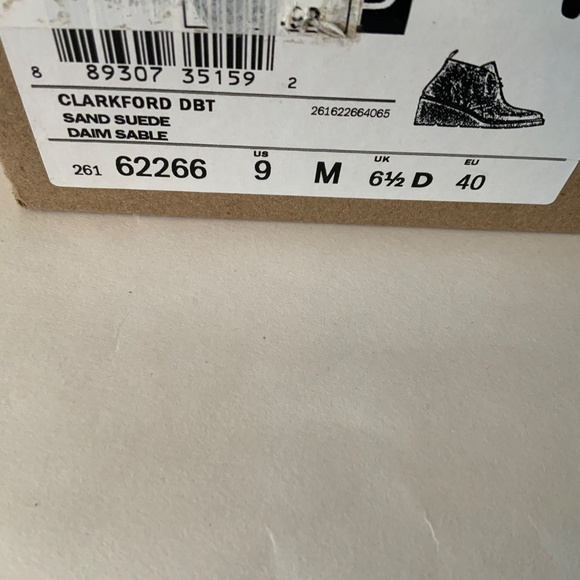 8 89307 35159 2
CLARKFORD DBT
261622664065
SAND SUEDE
DAIM SABLE
261 62266 US 9 M UK 6½ D EU 40